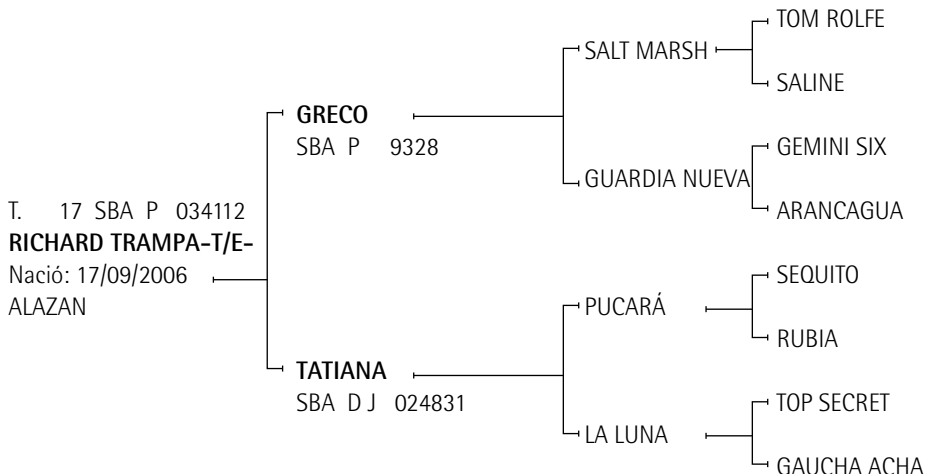 TOM ROLFE
SALT MARSH
SALINE
GRECO
SBA P 9328
GEMINI SIX
GUARDIA NUEVA
ARANCAGUA
T. 17 SBA P 034112
RICHARD TRAMPA-T/E-
Nació: 17/09/2006
ALAZAN
SEQUITO
PUCARÁ
RUBIA
TATIANA
SBA D J 024831
TOP SECRET
LA LUNA
GAUCHA ACHA